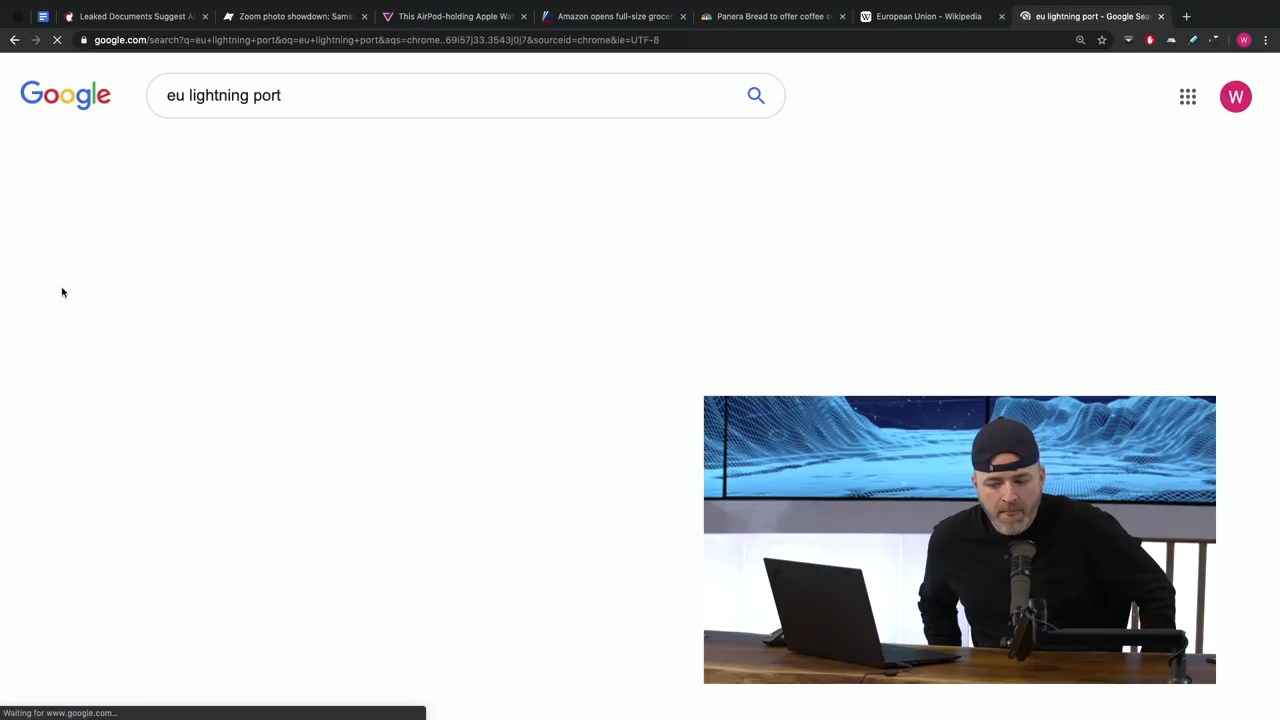 Leaked Documents Suggest Ap
Zoom photo showdown: Sams
This AirPod-holding Apple Wa
Amazon opens full-size groce
Panera Bread to offer coffee s
European Union - Wikipedia
eu lightning port - Google Sea
google.com/search?q=eu+lightning+port&oq=eu+lightning+port&aqs=chrome..69i57j33.3543j0j7&sourceid=chrome&ie=UTF-8
W
Google
eu lightning port
W
Waiting for www.google.com...